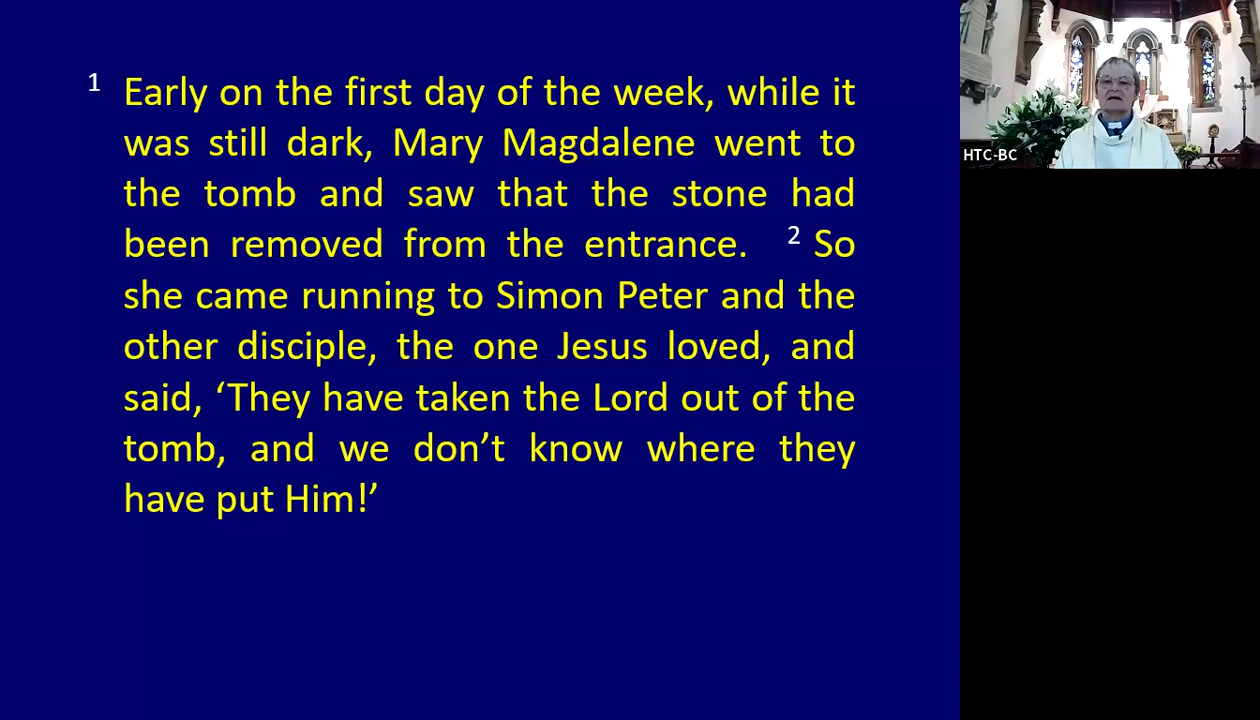 1 Early on the first day of the week, while it
was still dark, Mary Magdalene went to
the tomb and saw that the stone had
been removed from the entrance. 2 So
she came running to Simon Peter and the
other disciple, the one Jesus loved, and
said, ‘They have taken the Lord out of the
tomb, and we don’t know where they
have put Him!’
HTC-BC